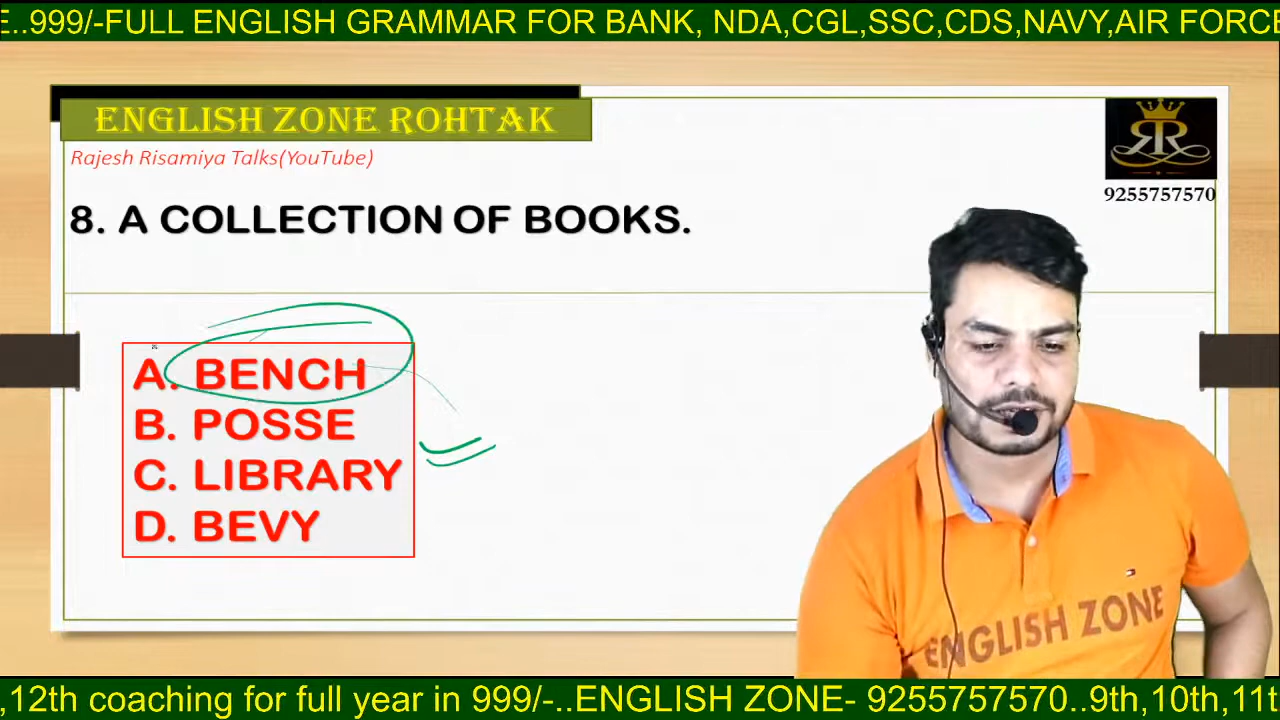 E..999/-FULL ENGLISH GRAMMAR FOR BANK, NDA,CGL,SSC,CDS,NAVY,AIR FORCE
ENGLISH ZONE ROHTAK
Rajesh Risamiya Talks(YouTube)
RR
9255757570
8. A COLLECTION OF BOOKS.
A. BENCH
B. POSSE
C. LIBRARY
D. BEVY
ENGLISH ZONE
,12th coaching for full year in 999/-..ENGLISH ZONE- 9255757570..9th,10th,11t